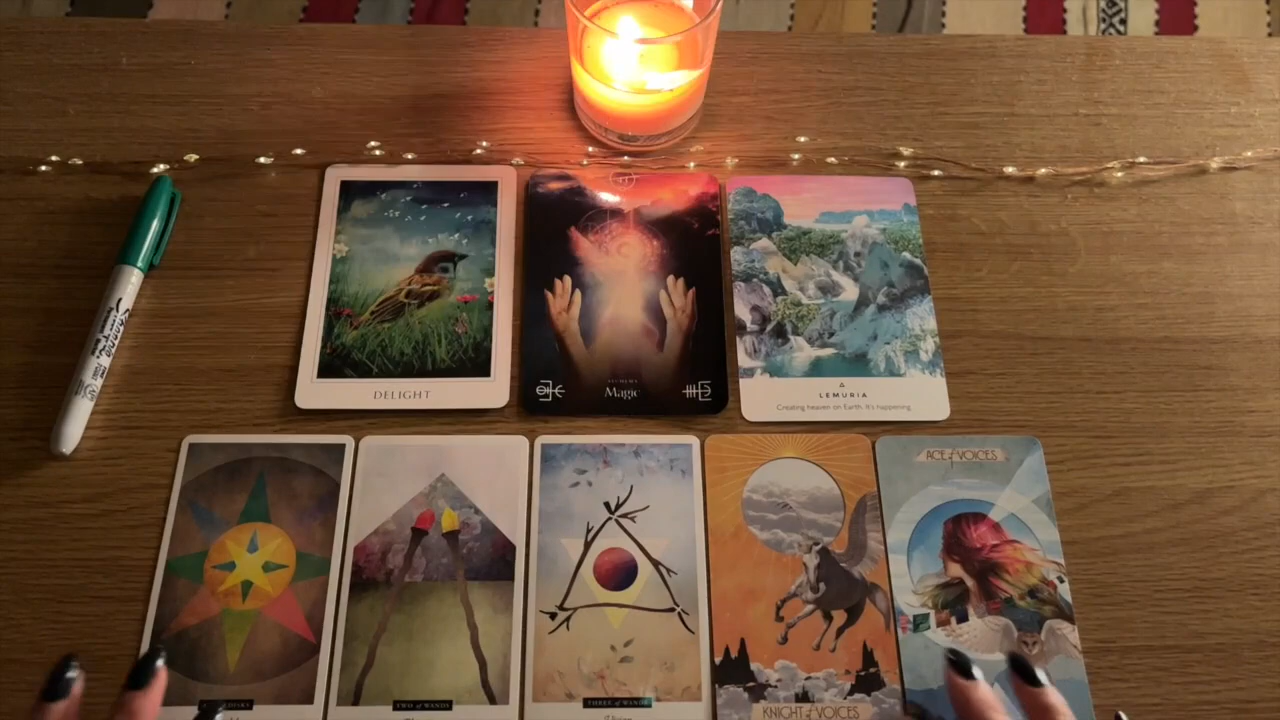 DELIGHT
ALCHEMY
Magic
LEMURIA
Creating heaven on Earth. It's happening.
ACE of VOICES
TWO of WANDS
THREE of WANDS
KNIGHT of VOICES